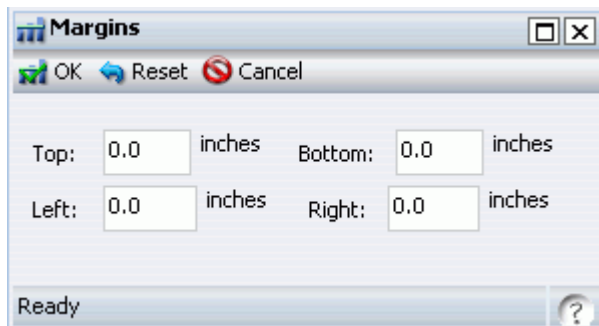 Margins
OK Reset Cancel
Top: 0.0 inches Bottom: 0.0 inches
Left: 0.0 inches Right: 0.0 inches
Ready ?